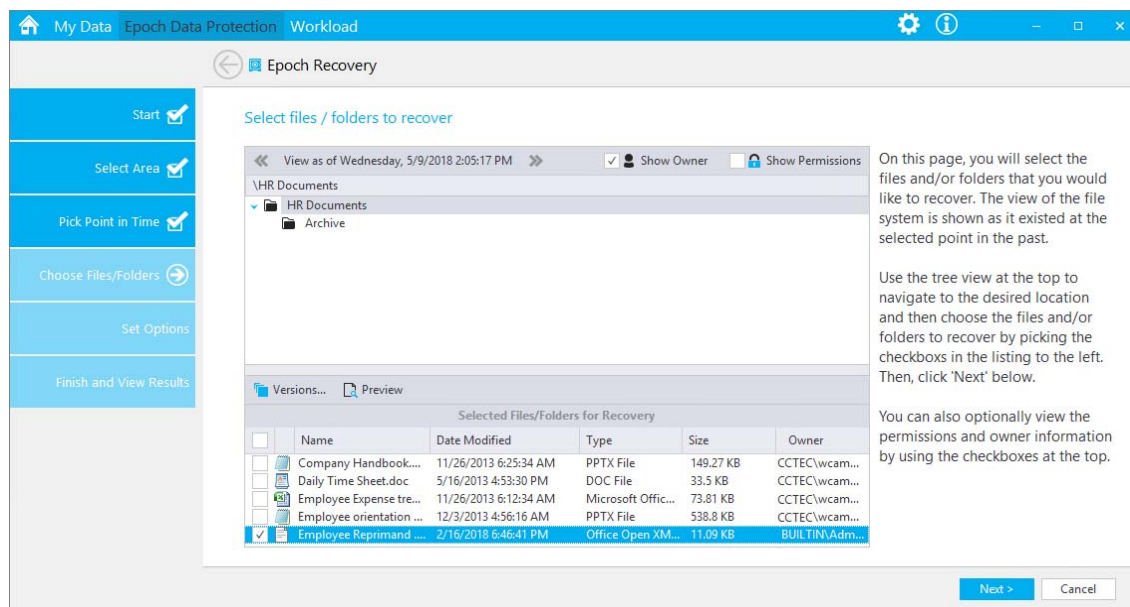 My Data Epoch Data Protection Workload
Epoch Recovery
Start
Select Area
Pick Point in Time
Choose Files/Folders
Set Options
Finish and View Results
Select files / folders to recover
View as of Wednesday, 5/9/2018 2:05:17 PM Show Owner Show Permissions
\HR Documents
HR Documents
Archive
Versions... Preview
Selected Files/Folders for Recovery
Name Date Modified Type Size Owner
Company Handbook.... 11/26/2013 6:25:34 AM PPTX File 149.27 KB CCTEC\wcam...
Daily Time Sheet.doc 5/16/2013 4:53:30 PM DOC File 33.5 KB CCTEC\wcam...
Employee Expense tre... 11/26/2013 6:12:34 AM Microsoft Offic... 73.81 KB CCTEC\wcam...
Employee orientation ... 12/3/2013 4:56:16 AM PPTX File 538.8 KB CCTEC\wcam...
Employee Reprimand .... 2/16/2018 6:46:41 PM Office Open XM... 11.09 KB BUILTIN\Adm...
On this page, you will select the
files and/or folders that you would
like to recover. The view of the file
system is shown as it existed at the
selected point in the past.
Use the tree view at the top to
navigate to the desired location
and then choose the files and/or
folders to recover by picking the
checkboxs in the listing to the left.
Then, click 'Next' below.
You can also optionally view the
permissions and owner information
by using the checkboxes at the top.
Next > Cancel